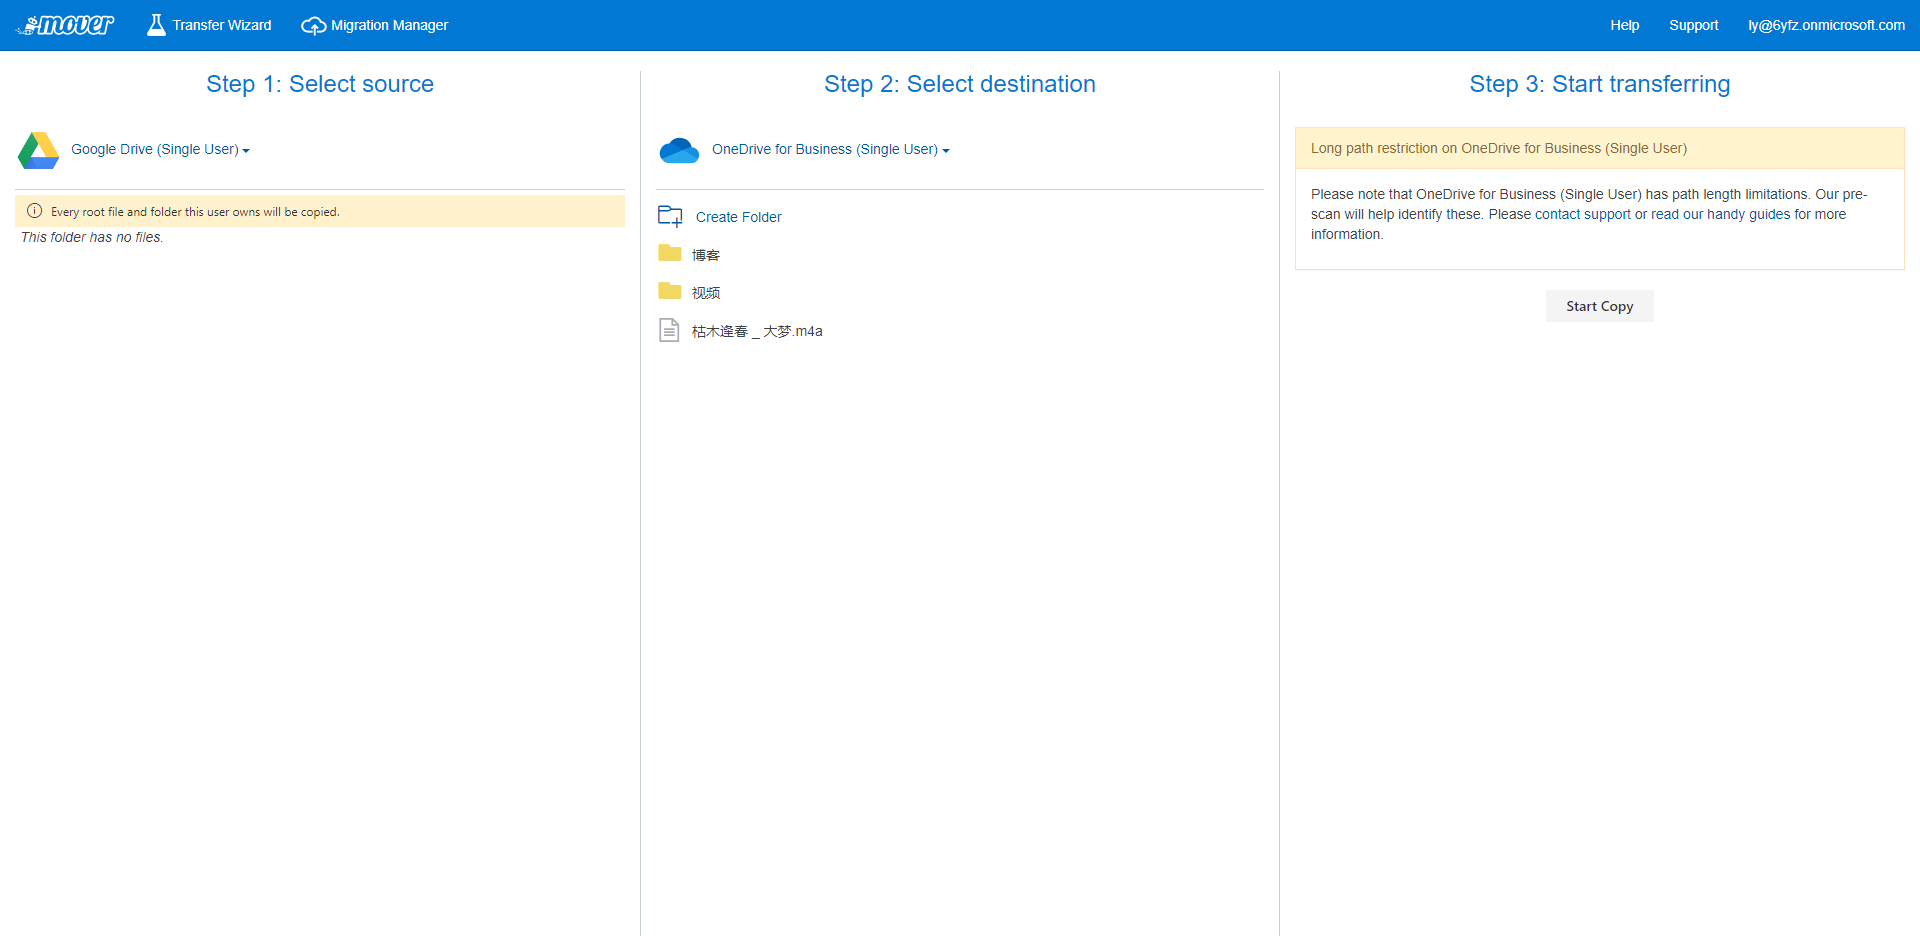 mover
Transfer Wizard
Migration Manager
Help
Support
ly@6yfz.onmicrosoft.com
Step 1: Select source
Google Drive (Single User)
Every root file and folder this user owns will be copied.
This folder has no files.
Step 2: Select destination
OneDrive for Business (Single User)
Create Folder
博客
视频
枯木逢春 _ 大梦.m4a
Step 3: Start transferring
Long path restriction on OneDrive for Business (Single User)
Please note that OneDrive for Business (Single User) has path length limitations. Our pre-
scan will help identify these. Please contact support or read our handy guides for more
information.
Start Copy